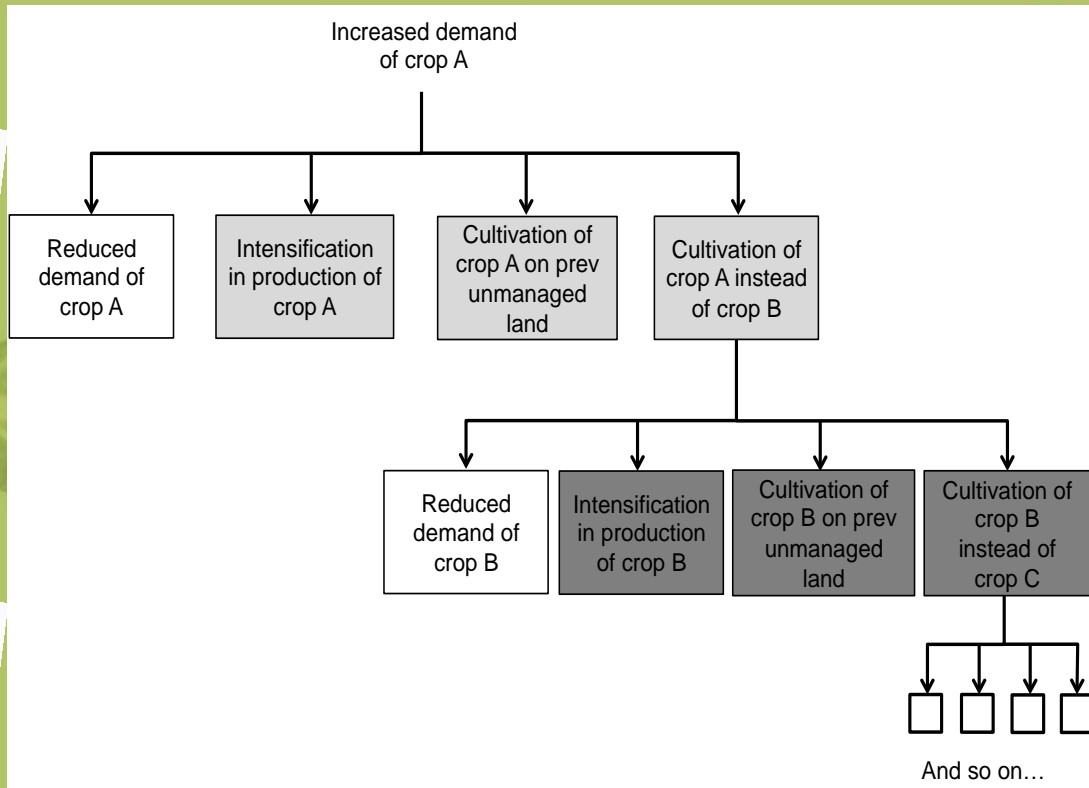 Increased demand
of crop A
Reduced
demand of
crop A
Intensification
in production of
crop A
Cultivation of
crop A on prev
unmanaged
land
Cultivation of
crop A instead
of crop B
Reduced
demand of
crop B
Intensification
in production
of crop B
Cultivation of
crop B on prev
unmanaged
land
Cultivation of
crop B
instead of
crop C
And so on…